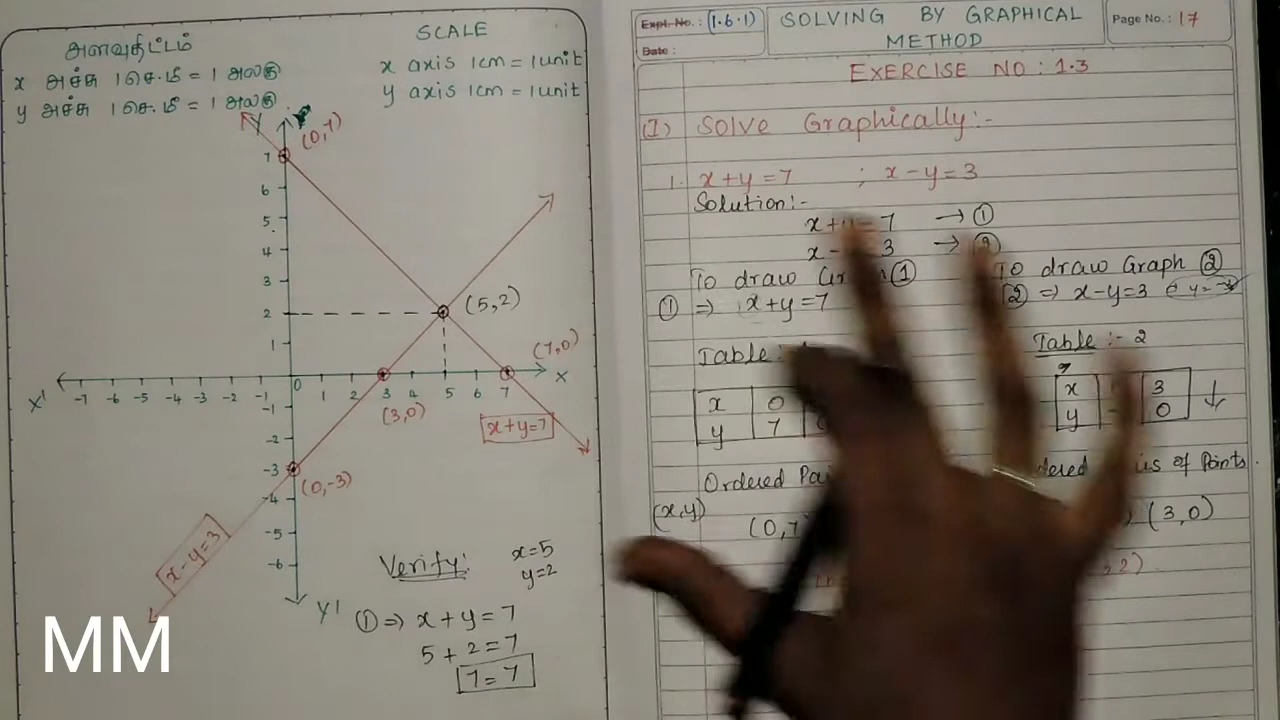 அளவுதிட்டம்
x அச்சு 1செ.மீ = 1 அலகு
y அச்சு 1செ.மீ = 1 அலகு
SCALE
x axis 1cm = 1unit
y axis 1cm = 1unit
Y
(0,7)
7
6
5
4
3
2
1
(5,2)
(7,0)
X' -7 -6 -5 -4 -3 -2 -1 0 1 2 3 4 5 6 7 X
(3,0)
x+y=7
-1
-2
-3
-4
-5
-6
(0,-3)
x-y=3
Y'
Verify:
x=5
y=2
① => x + y = 7
5 + 2 = 7
7 = 7
MM
Expt. No. : (1.6.1)
Date :
SOLVING BY GRAPHICAL
METHOD
Page No. : 17
EXERCISE NO : 1.3
(I) Solve Graphically:-
1. x+y=7 ; x-y=3
Solution:-
x+y=7 → ①
x - 3 → ②
To draw ①
① => x+y=7
Table:
x 0
y 7
Ordered
(x,y)
To draw Graph ②
② => x-y=3
Table :- 2
x 3
y 0
of Points.
(3,0)